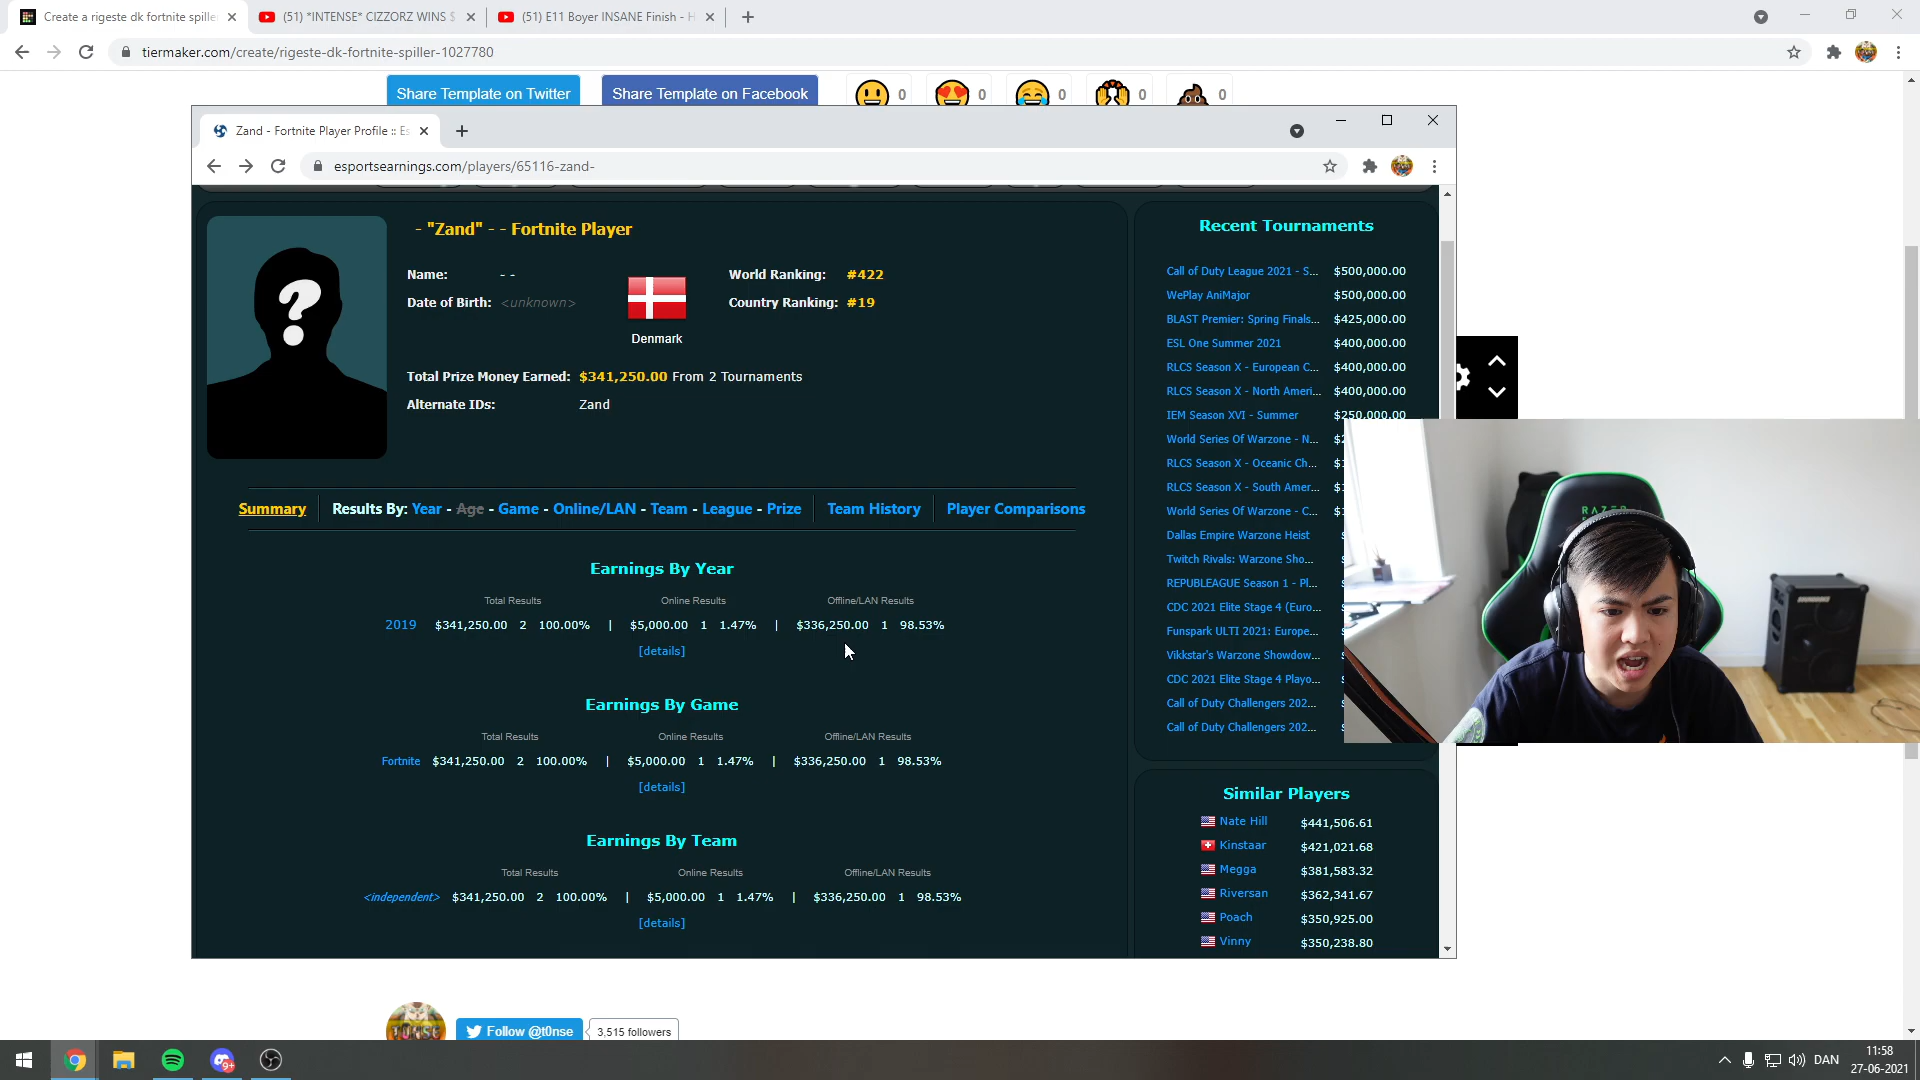 Create a rigeste dk fortnite spiller
(51) *INTENSE* CIZZORZ WINS $
(51) E11 Boyer INSANE Finish - H
tiermaker.com/create/rigeste-dk-fortnite-spiller-1027780
Share Template on Twitter
Share Template on Facebook
0
0
0
0
0
Zand - Fortnite Player Profile :: Es
esportsearnings.com/players/65116-zand-
- "Zand" - - Fortnite Player
Name: - -
Date of Birth: <unknown>
Denmark
World Ranking: #422
Country Ranking: #19
Total Prize Money Earned: $341,250.00 From 2 Tournaments
Alternate IDs: Zand
Summary
Results By: Year - Age - Game - Online/LAN - Team - League - Prize
Team History
Player Comparisons
Earnings By Year
Total Results Online Results Offline/LAN Results
2019 $341,250.00 2 100.00% | $5,000.00 1 1.47% | $336,250.00 1 98.53%
[details]
Earnings By Game
Total Results Online Results Offline/LAN Results
Fortnite $341,250.00 2 100.00% | $5,000.00 1 1.47% | $336,250.00 1 98.53%
[details]
Earnings By Team
Total Results Online Results Offline/LAN Results
<independent> $341,250.00 2 100.00% | $5,000.00 1 1.47% | $336,250.00 1 98.53%
[details]
Recent Tournaments
Call of Duty League 2021 - S... $500,000.00
WePlay AniMajor $500,000.00
BLAST Premier: Spring Finals... $425,000.00
ESL One Summer 2021 $400,000.00
RLCS Season X - European C... $400,000.00
RLCS Season X - North Ameri... $400,000.00
IEM Season XVI - Summer $250,000.00
World Series Of Warzone - N...
RLCS Season X - Oceanic Ch...
RLCS Season X - South Amer...
World Series Of Warzone - C...
Dallas Empire Warzone Heist
Twitch Rivals: Warzone Sho...
REPUBLEAGUE Season 1 - Pl...
CDC 2021 Elite Stage 4 (Euro...
Funspark ULTI 2021: Europe...
Vikkstar's Warzone Showdow...
CDC 2021 Elite Stage 4 Playo...
Call of Duty Challengers 202...
Call of Duty Challengers 202...
RAZER
Similar Players
Nate Hill $441,506.61
Kinstaar $421,021.68
Megga $381,583.32
Riversan $362,341.67
Poach $350,925.00
Vinny $350,238.80
T0NSE
Follow @t0nse
3,515 followers
9+
DAN
11:58
27-06-2021